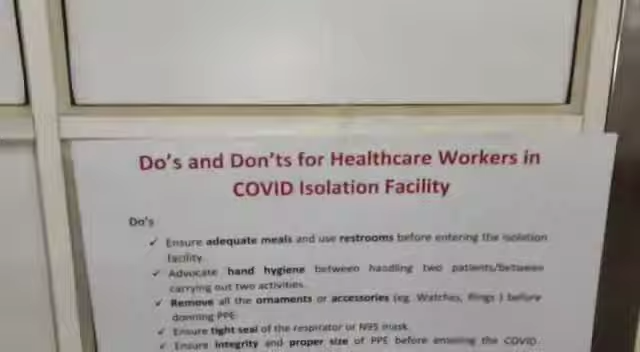 Do's and Don'ts for Healthcare Workers in
COVID Isolation Facility
Do's
✓ Ensure adequate meals and use restrooms before entering the isolation
facility.
✓ Advocate hand hygiene between handling two patients/between
carrying out two activities.
✓ Remove all the ornaments or accessories (eg. Watches, Rings ) before
donning PPE.
✓ Ensure tight seal of the respirator or N95 mask.
✓ Ensure integrity and proper size of PPE before entering the COVID